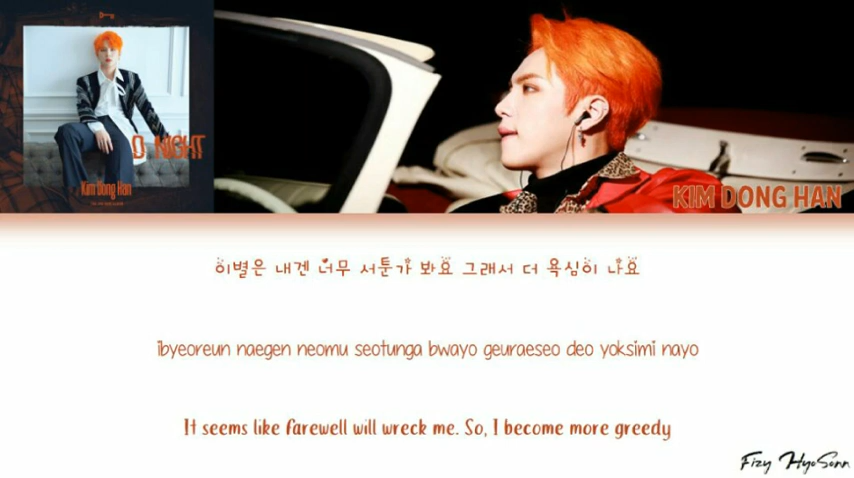 D NIGHT
Kim Dong Han
KIM DONG HAN
이별은 내겐 너무 서툰가 봐요 그래서 더 욕심이 나요
ibyeoreun naegen neomu seotunga bwayo geuraeseo deo yoksimi nayo
It seems like farewell will wreck me. So, I become more greedy
Fizy HyoSonn